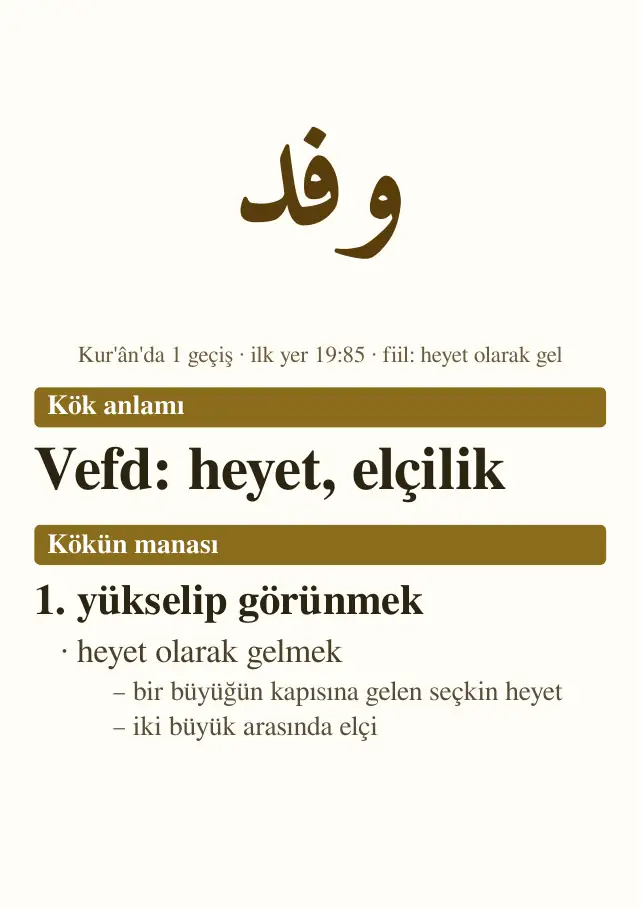 وفد
Kur'ân'da 1 geçiş · ilk yer 19:85 · fiil: heyet olarak gel
Kök anlamı
Vefd: heyet, elçilik
Kökün manası
1. yükselip görünmek
· heyet olarak gelmek
– bir büyüğün kapısına gelen seçkin heyet
– iki büyük arasında elçi